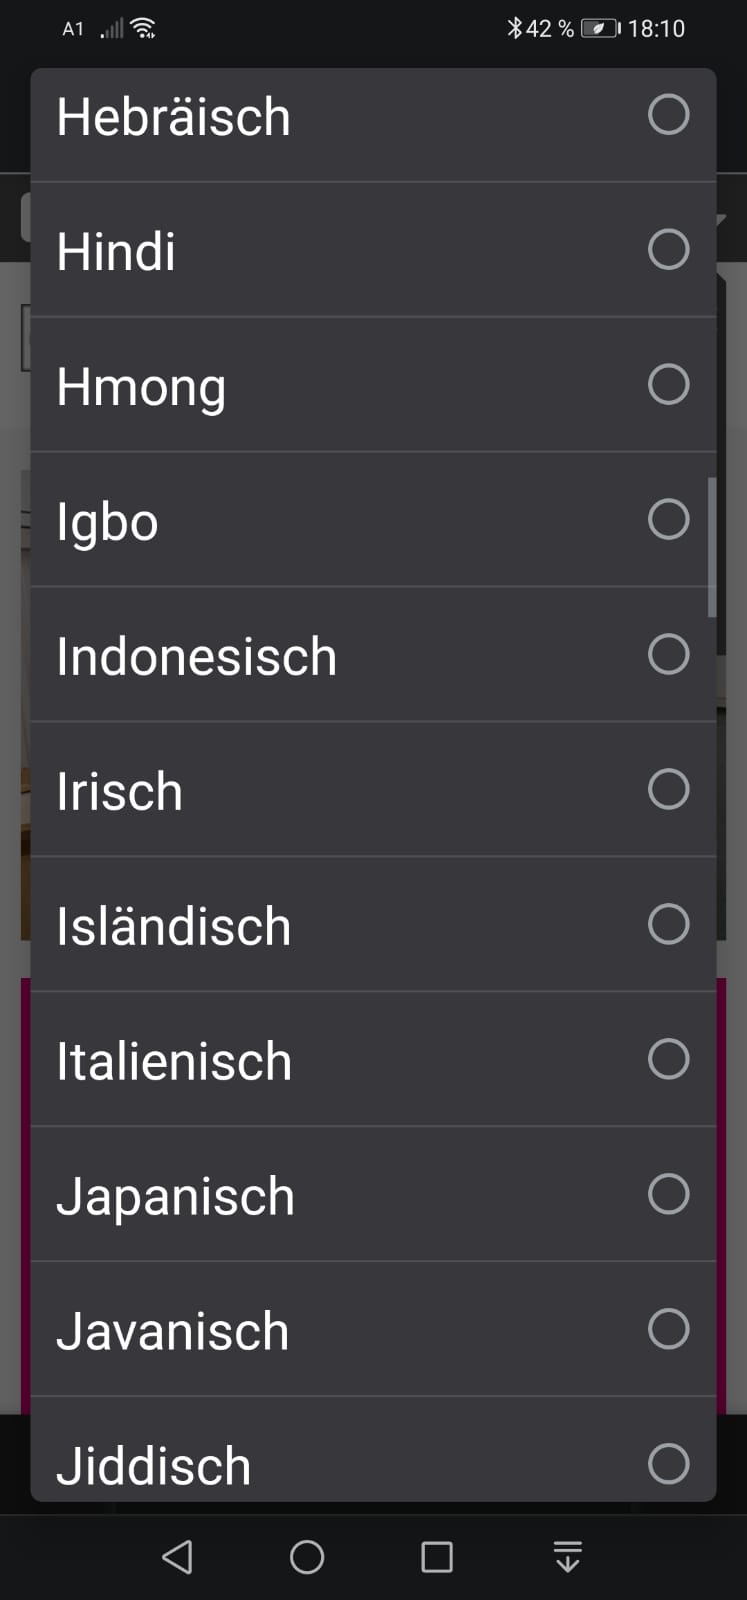 A1 42 % 18:10
Hebräisch
Hindi
Hmong
Igbo
Indonesisch
Irisch
Isländisch
Italienisch
Japanisch
Javanisch
Jiddisch